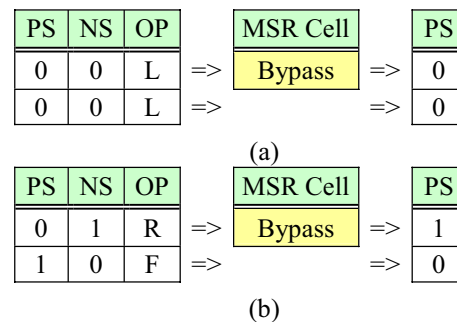 PS NS OP MSR Cell PS
0 0 L => Bypass => 0
0 0 L => => 0
(a)
PS NS OP MSR Cell PS
0 1 R => Bypass => 1
1 0 F => => 0
(b)